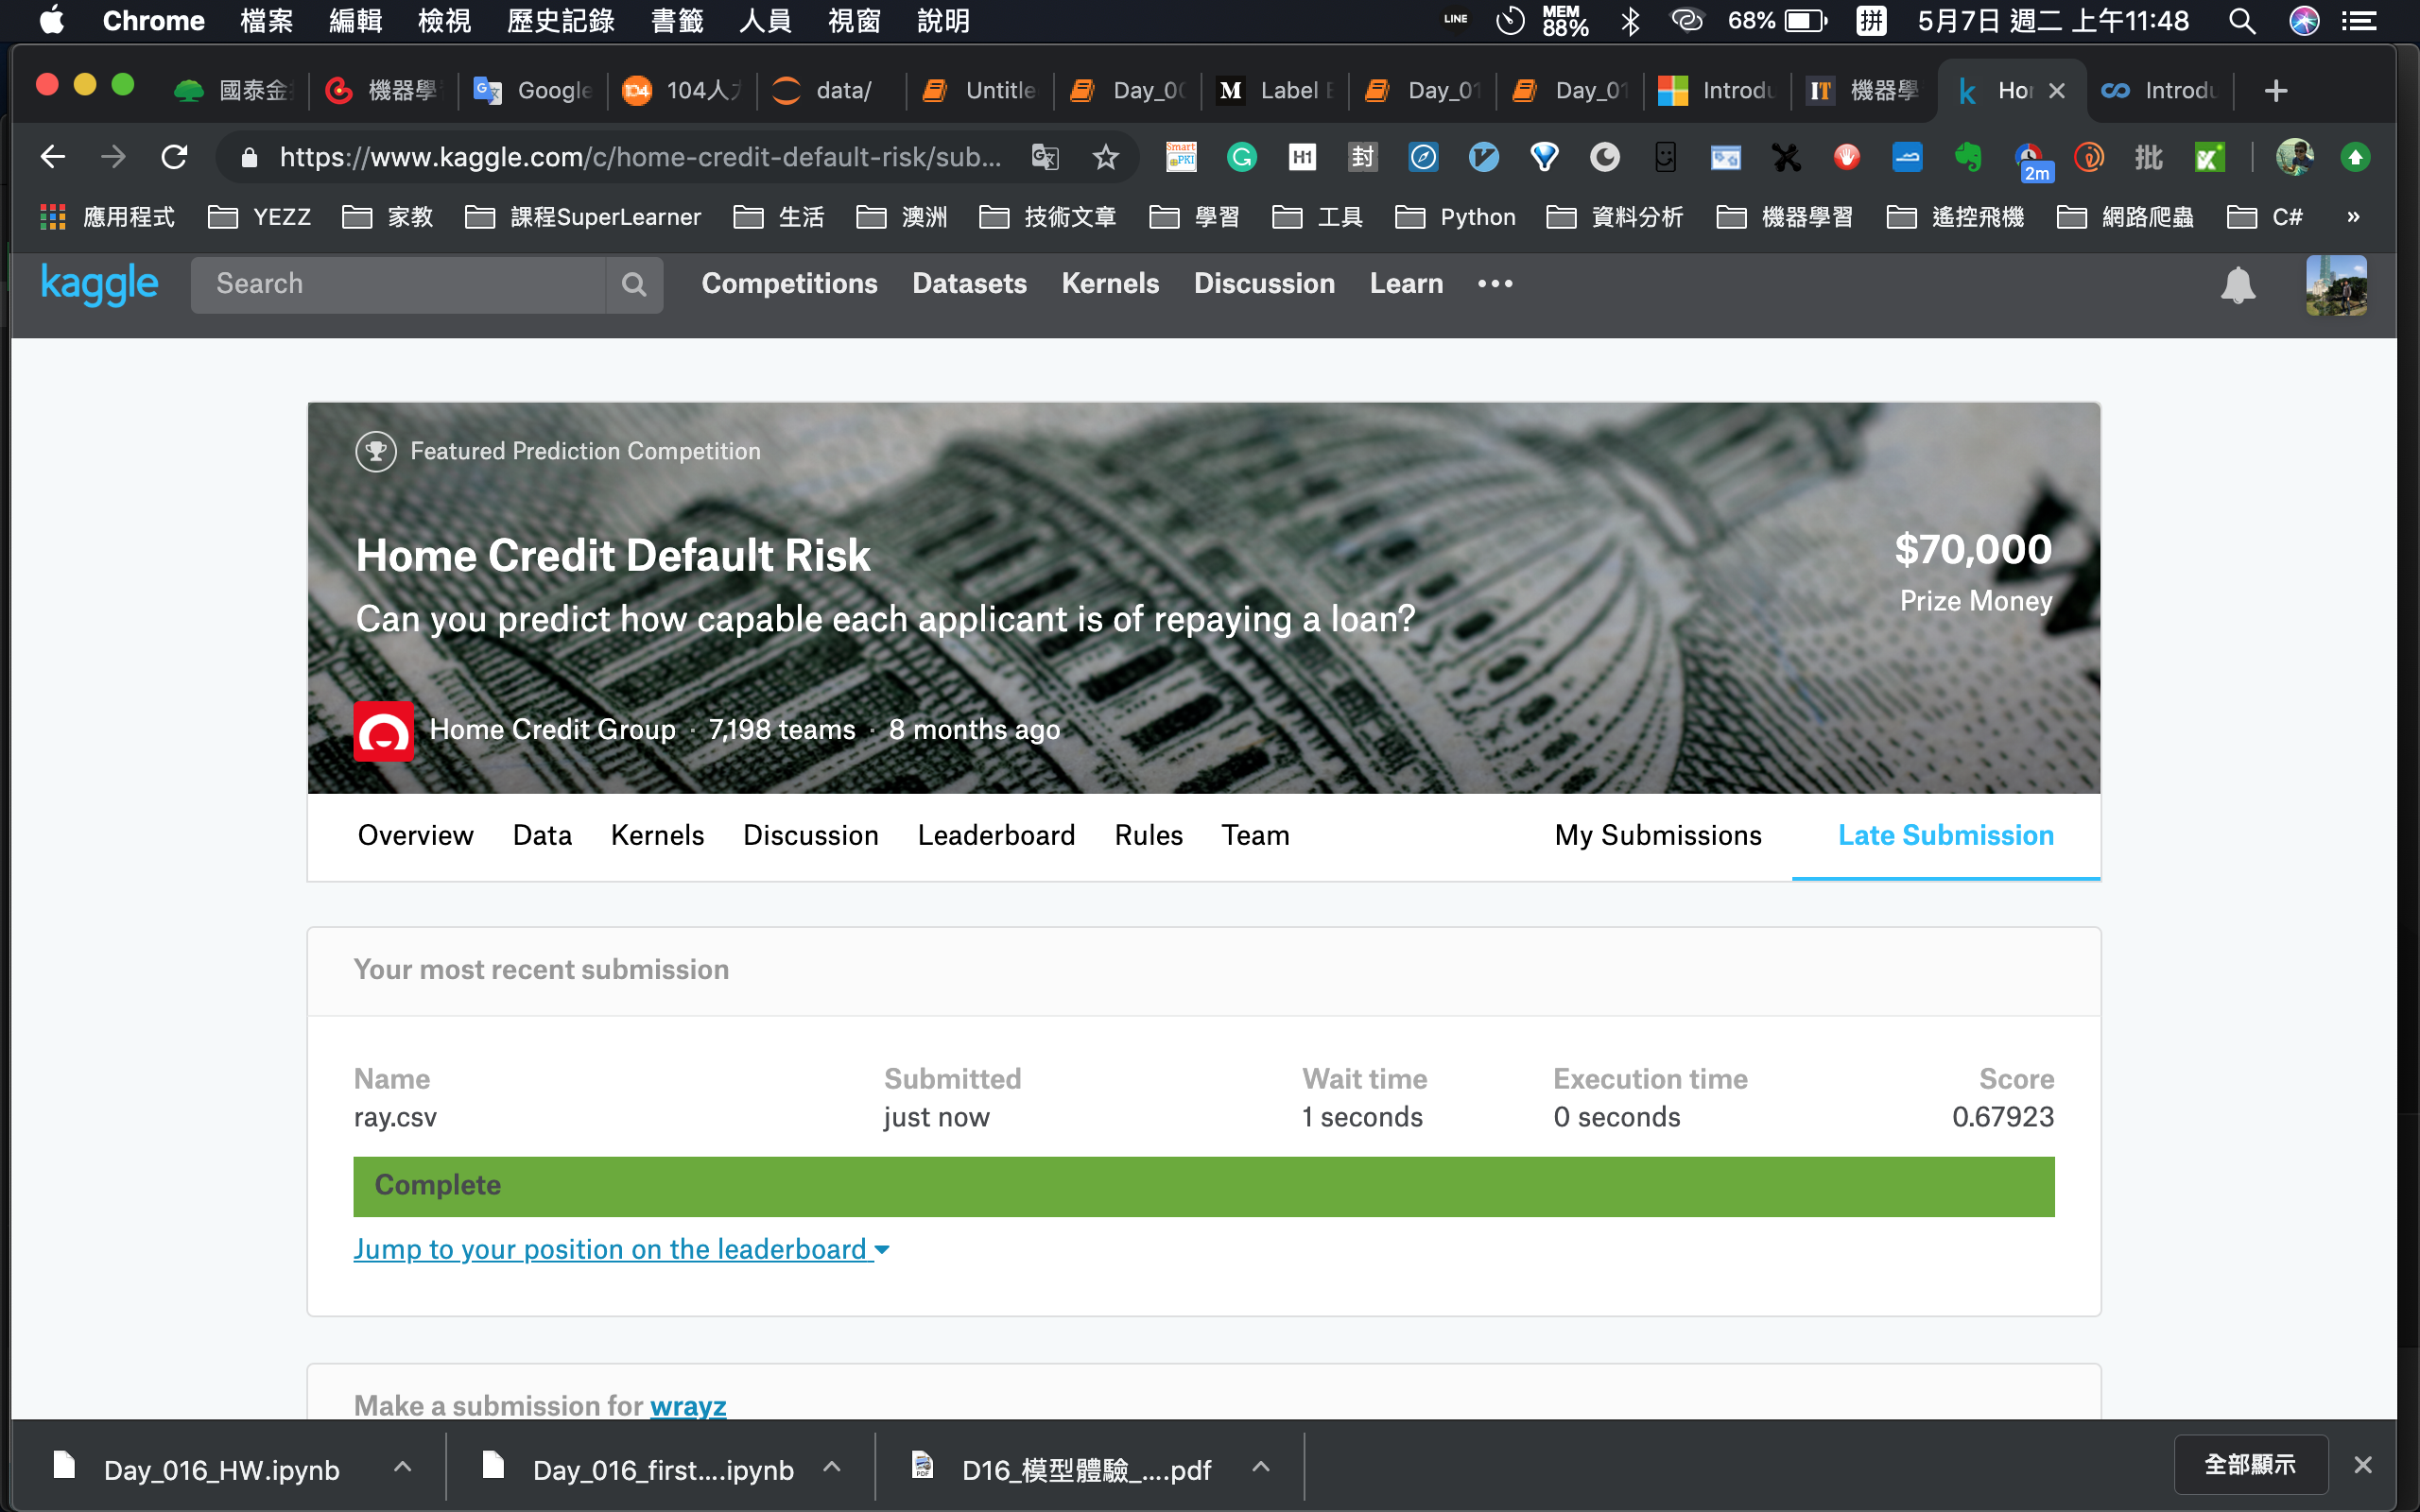 Chrome 檔案 編輯 檢視 歷史記錄 書籤 人員 視窗 說明 LINE MEM 88% 68% 拼 5月7日 週二 上午11:48
國泰金 機器學 Google 104人力 data/ Untitle Day_00 M Label E Day_01 Day_01 Introdu IT 機器學 k Hor Introdu
https://www.kaggle.com/c/home-credit-default-risk/sub... Smart PKI H1 封 2m 批
應用程式 YEZZ 家教 課程SuperLearner 生活 澳洲 技術文章 學習 工具 Python 資料分析 機器學習 遙控飛機 網路爬蟲 C# »
kaggle Search Competitions Datasets Kernels Discussion Learn •••
Featured Prediction Competition
Home Credit Default Risk
$70,000
Can you predict how capable each applicant is of repaying a loan?
Prize Money
Home Credit Group · 7,198 teams · 8 months ago
Overview Data Kernels Discussion Leaderboard Rules Team My Submissions Late Submission
Your most recent submission
Name Submitted Wait time Execution time Score
ray.csv just now 1 seconds 0 seconds 0.67923
Complete
Jump to your position on the leaderboard
Make a submission for wrayz
Day_016_HW.ipynb Day_016_first....ipynb D16_模型體驗_....pdf 全部顯示